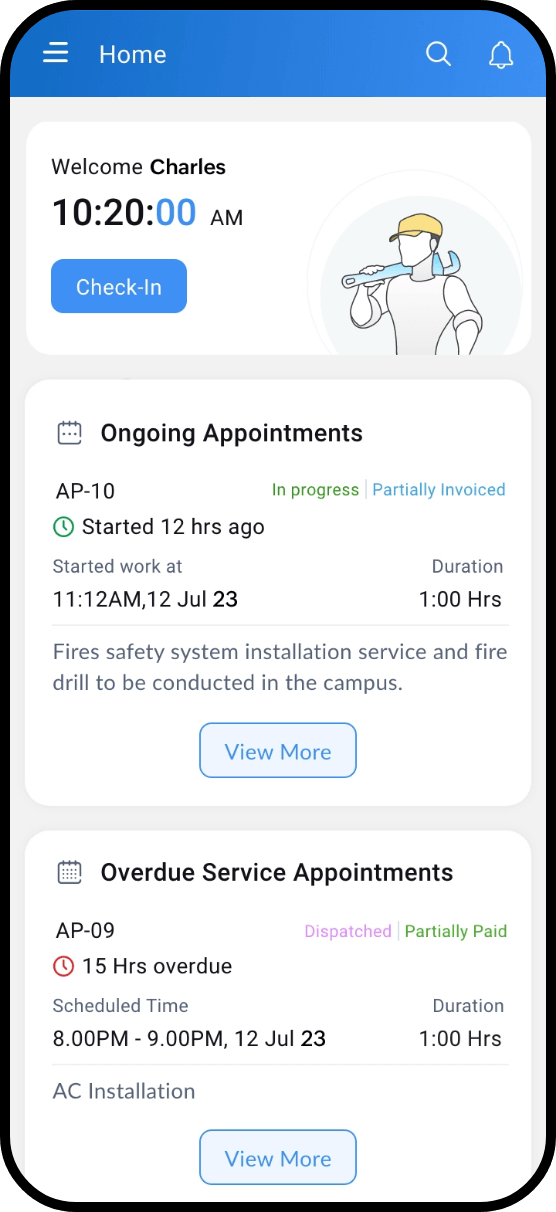 Home
Welcome Charles
10:20:00 AM
Check-In
Ongoing Appointments
AP-10 In progress Partially Invoiced
Started 12 hrs ago
Started work at Duration
11:12AM,12 Jul 23 1:00 Hrs
Fires safety system installation service and fire
drill to be conducted in the campus.
View More
Overdue Service Appointments
AP-09 Dispatched Partially Paid
15 Hrs overdue
Scheduled Time Duration
8.00PM - 9.00PM, 12 Jul 23 1:00 Hrs
AC Installation
View More